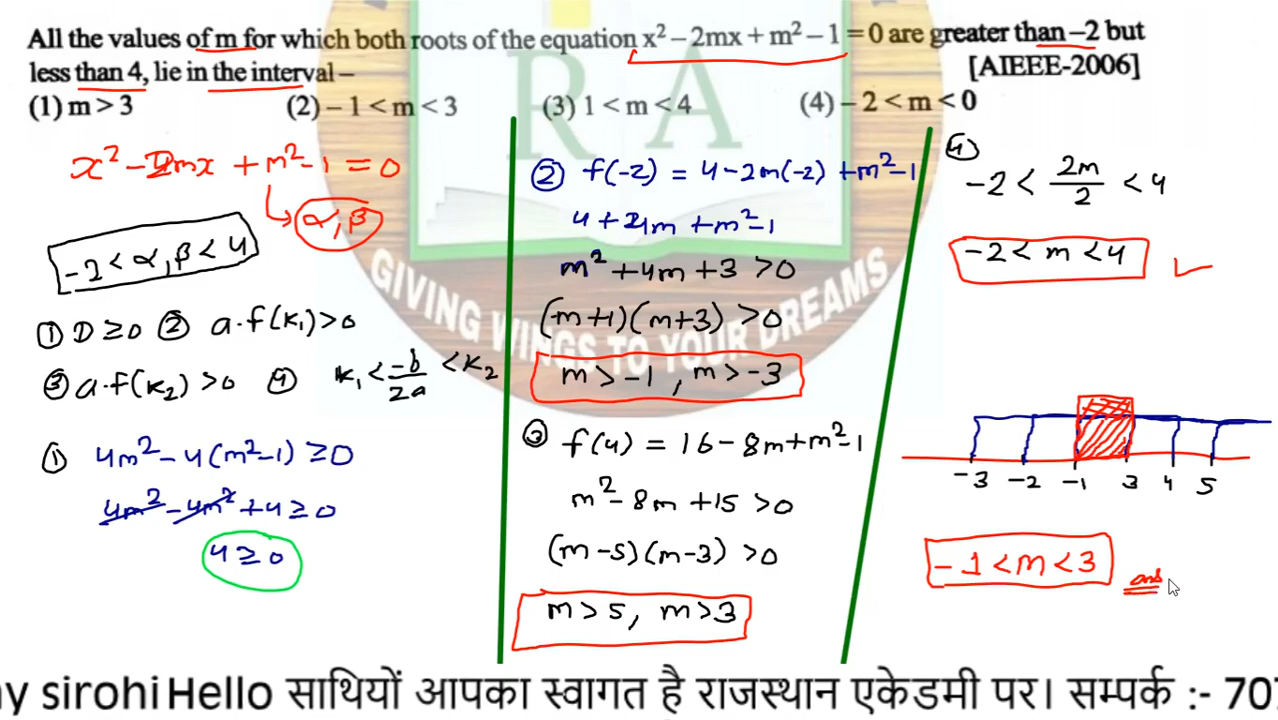 All the values of m for which both roots of the equation x² – 2mx + m² – 1 = 0 are greater than –2 but
less than 4, lie in the interval –
[AIEEE-2006]
(1) m > 3 (2) – 1 < m < 3 (3) 1 < m < 4 (4) – 2 < m < 0
R A
GIVING WINGS TO YOUR DREAMS
x² - 2mx + m² - 1 = 0
α, β
-2 < α, β < 4
① D ≥ 0 ② a·f(k₁) > 0
③ a·f(k₂) > 0 ④ k₁ < -b/2a < k₂
① 4m² - 4(m² - 1) ≥ 0
4m² - 4m² + 4 ≥ 0
4 ≥ 0
② f(-2) = 4 - 2m(-2) + m² - 1
4 + 4m + m² - 1
m² + 4m + 3 > 0
(m+1)(m+3) > 0
m > -1, m > -3
③ f(4) = 16 - 8m + m² - 1
m² - 8m + 15 > 0
(m - 5)(m - 3) > 0
m > 5, m > 3
④
-2 < 2m/2 < 4
-2 < m < 4
-3 -2 -1 3 4 5
-1 < m < 3
ans
ay sirohi Hello साथियों आपका स्वागत है राजस्थान एकेडमी पर। सम्पर्क :- 707